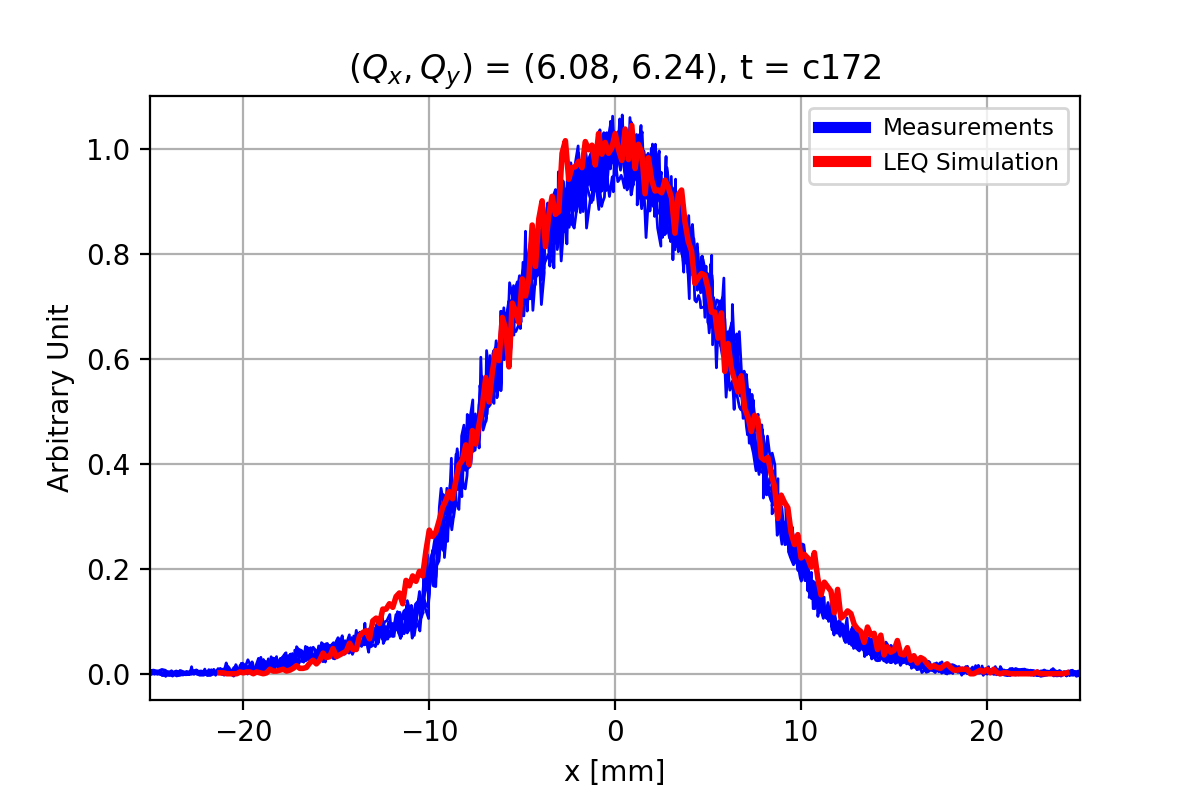 (Qx, Qy) = (6.08, 6.24), t = c172
Measurements
LEQ Simulation
1.0
0.8
0.6
0.4
0.2
0.0
Arbitrary Unit
−20
−10
0
10
20
x [mm]